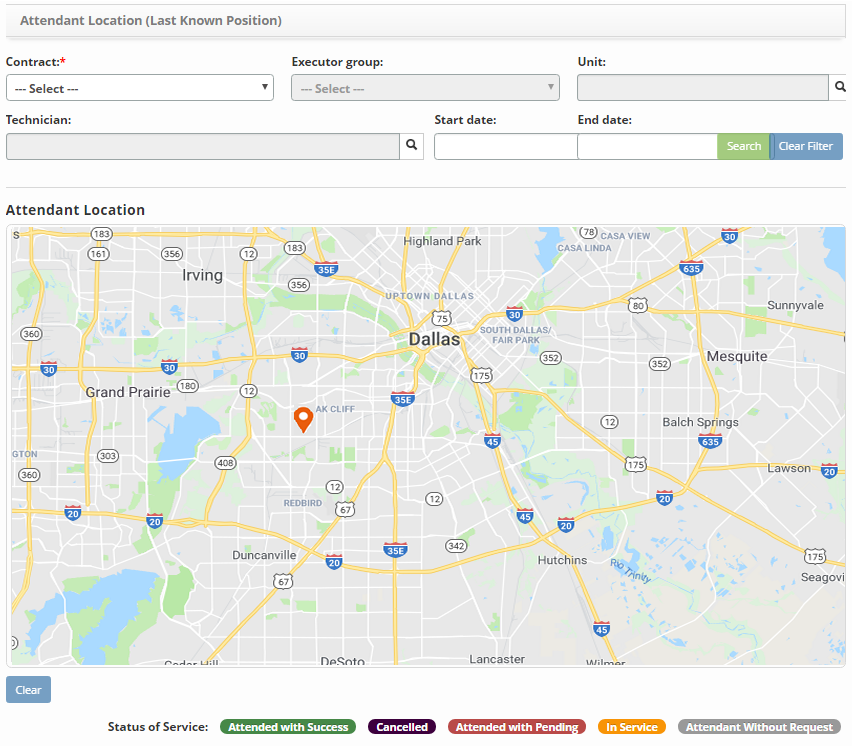 Attendant Location (Last Known Position)
Contract:* Executor group: Unit:
--- Select --- --- Select ---
Technician: Start date: End date:
Search Clear Filter
Attendant Location
S 183 Highland Park 78 CASA VIEW 30
161 356 12 183 CASA LINDA
Irving 35E 635
356 UPTOWN DALLAS
75 30 80 Sunnyvale
360 Dallas SOUTH DALLAS/
FAIR PARK
30 30 30 352 352 Mesquite
Grand Prairie 180 12 175
35E
AK CLIFF 12 Balch Springs
45 635
GTON 303 408 175 Lawson 20
360
12 12 20
REDBIRD 67
20 20 45 20
Duncanville 20 35E 342 Hutchins 175
67 Rio Trinity Seagovi
45
Cedar Hill DeSoto Lancaster Wilmer
Clear
Status of Service: Attended with Success Cancelled Attended with Pending In Service Attendant Without Request